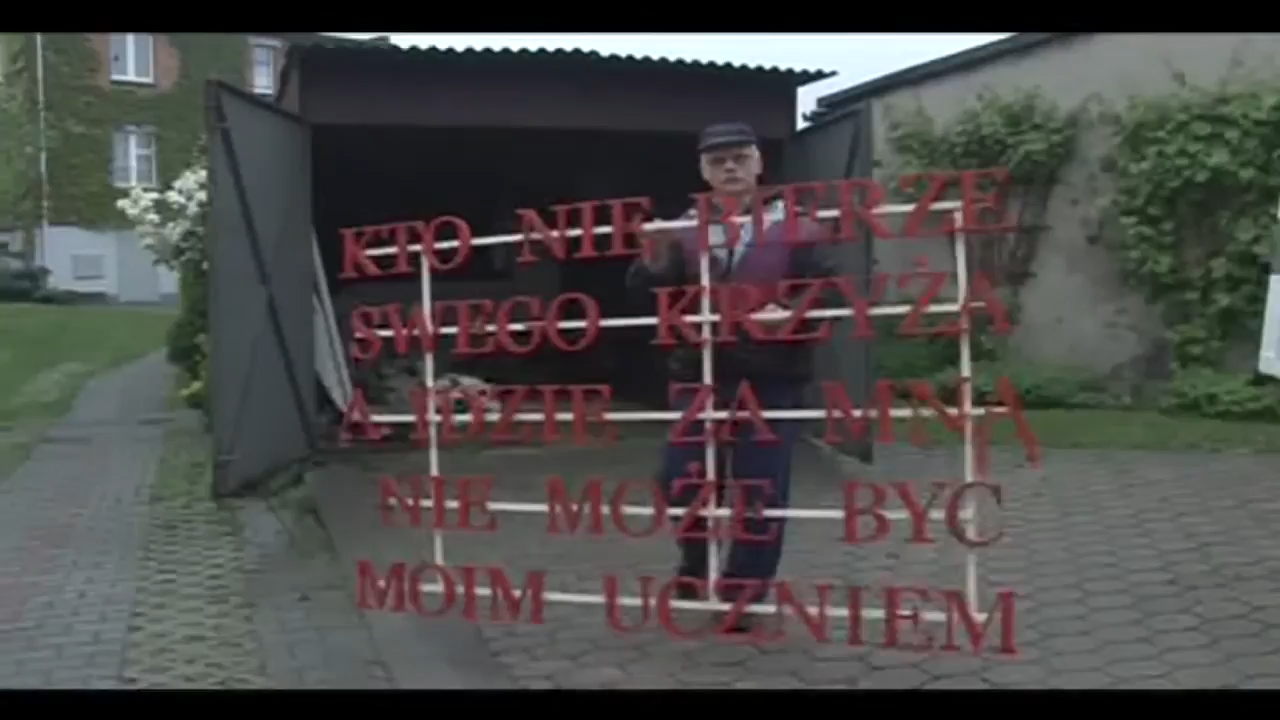 KTO NIE BIERZE
SWEGO KRZYŻA
A IDZIE ZA MNĄ
NIE MOŻE BYC
MOIM UCZNIEM